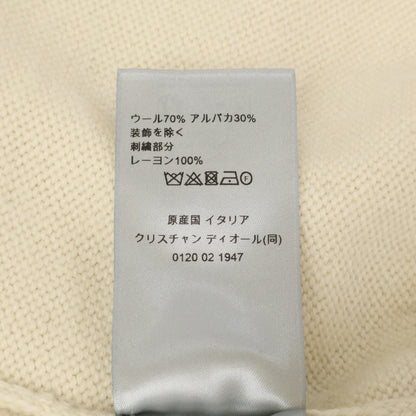 ウール70% アルパカ30%
装飾を除く
刺繍部分
レーヨン100%
F
原産国 イタリア
クリスチャン ディオール(同)
0120 02 1947